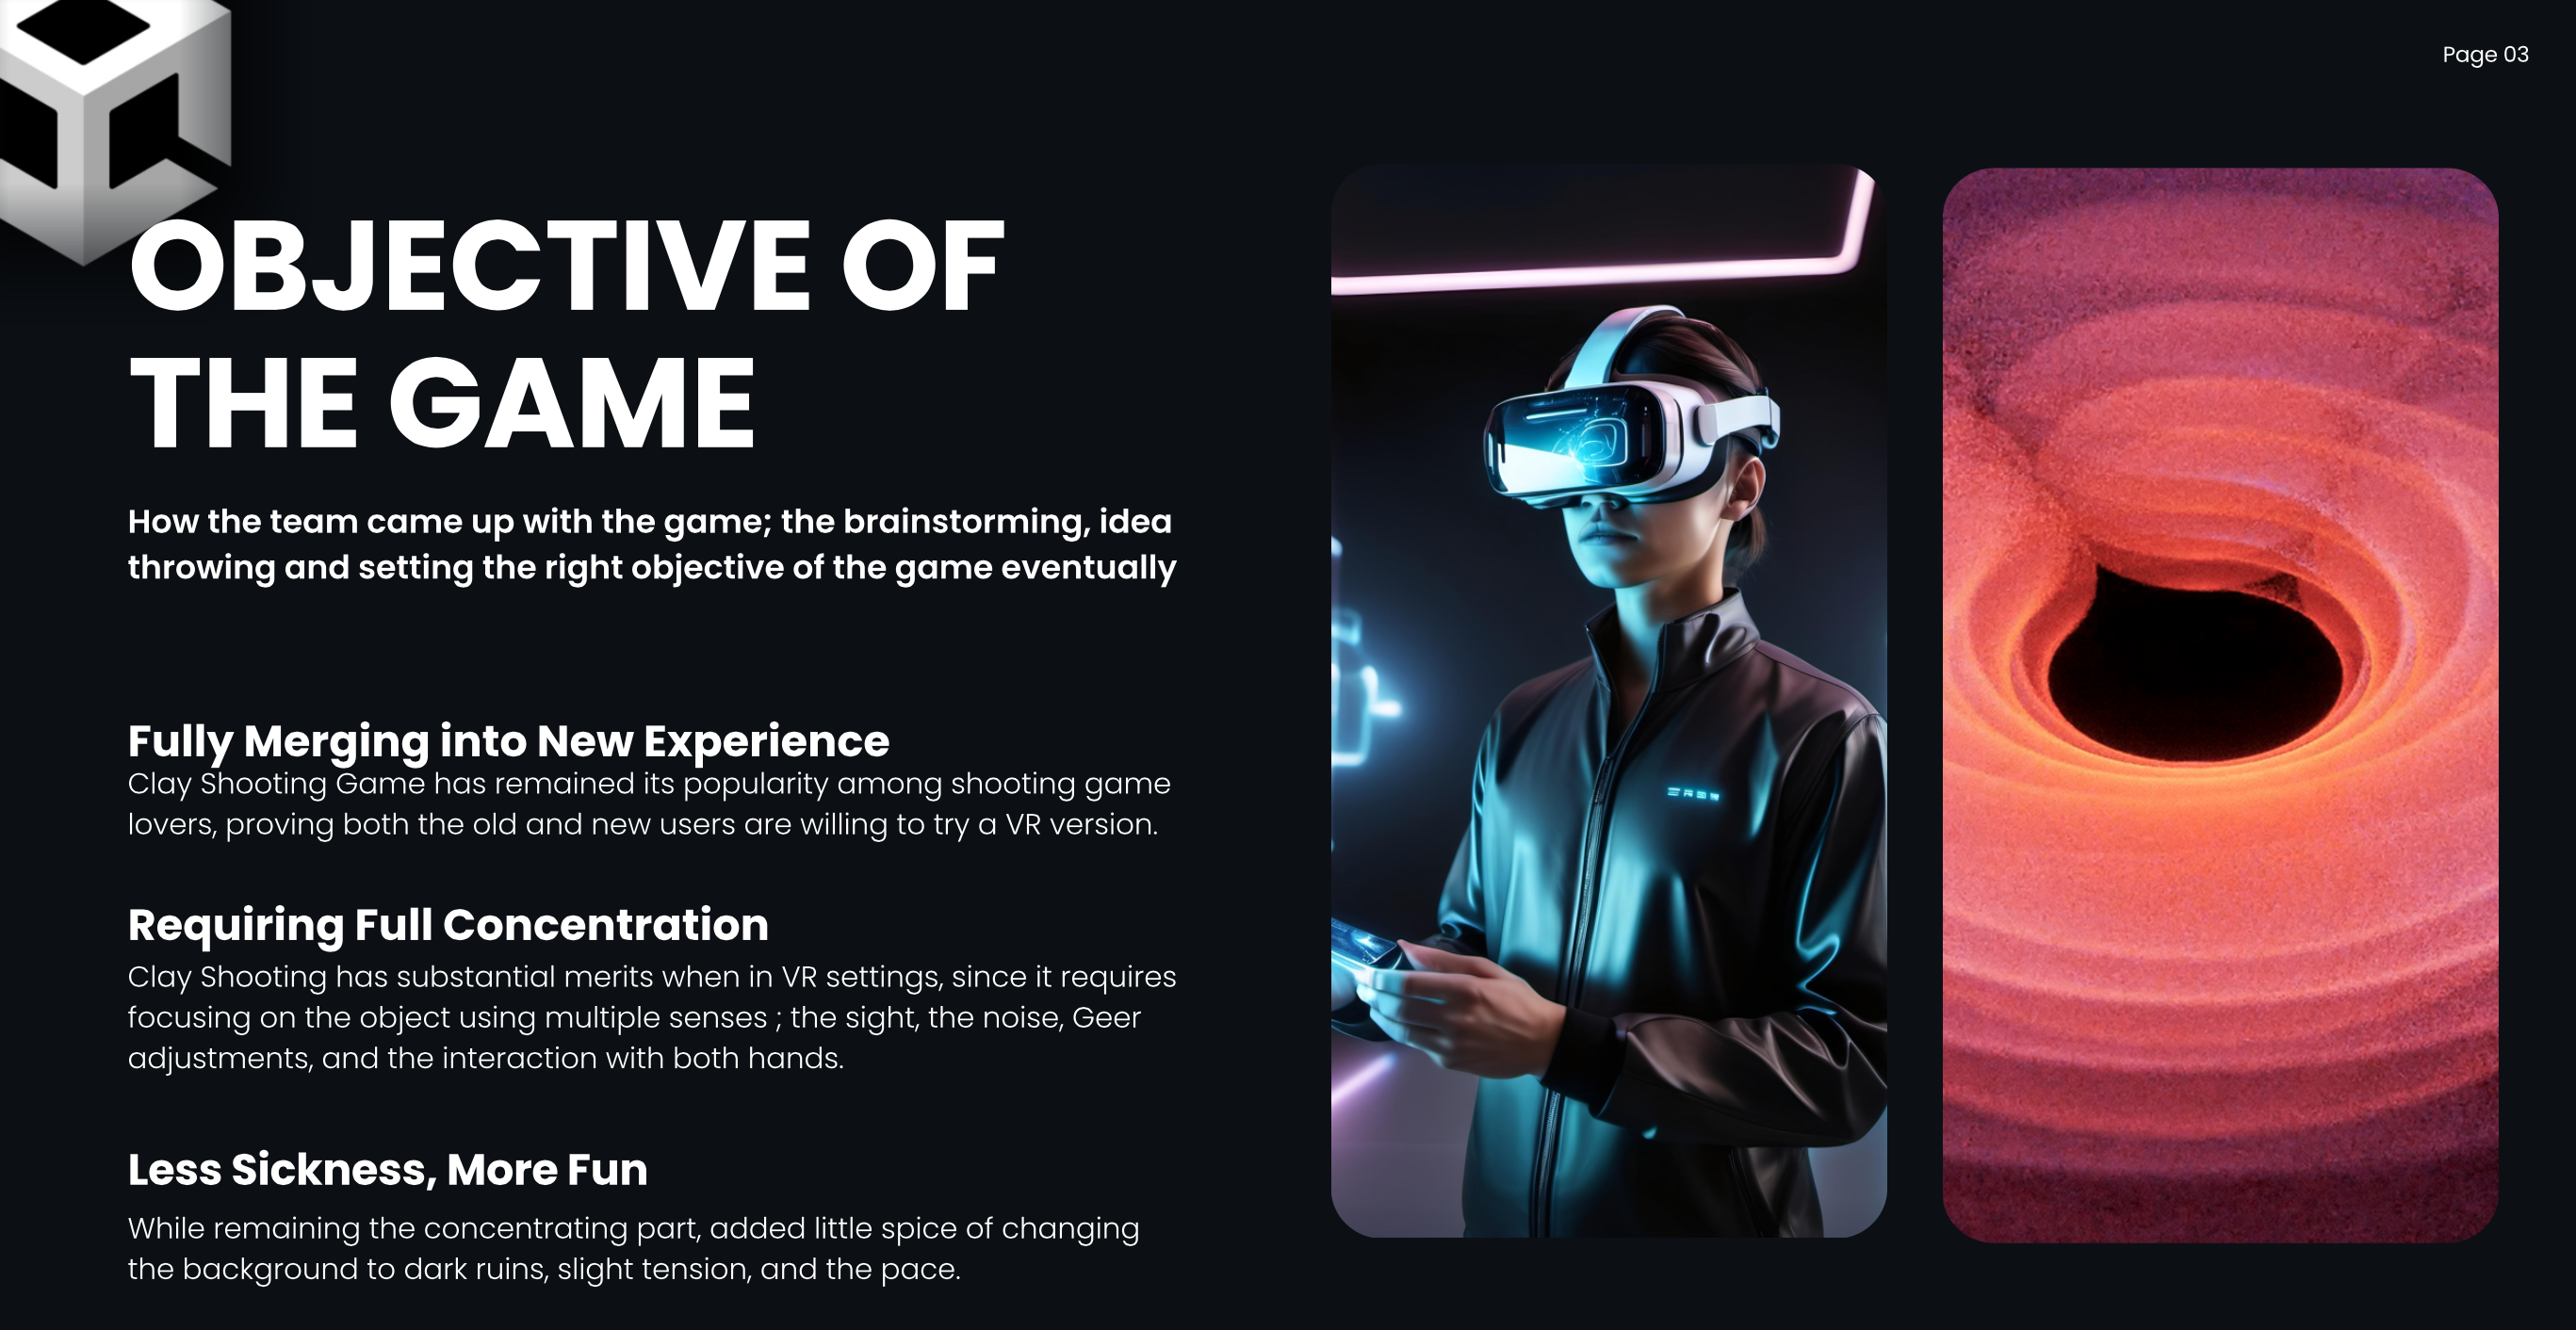 Page 03
OBJECTIVE OF
THE GAME
How the team came up with the game; the brainstorming, idea
throwing and setting the right objective of the game eventually
Fully Merging into New Experience
Clay Shooting Game has remained its popularity among shooting game
lovers, proving both the old and new users are willing to try a VR version.
Requiring Full Concentration
Clay Shooting has substantial merits when in VR settings, since it requires
focusing on the object using multiple senses ; the sight, the noise, Geer
adjustments, and the interaction with both hands.
Less Sickness, More Fun
While remaining the concentrating part, added little spice of changing
the background to dark ruins, slight tension, and the pace.